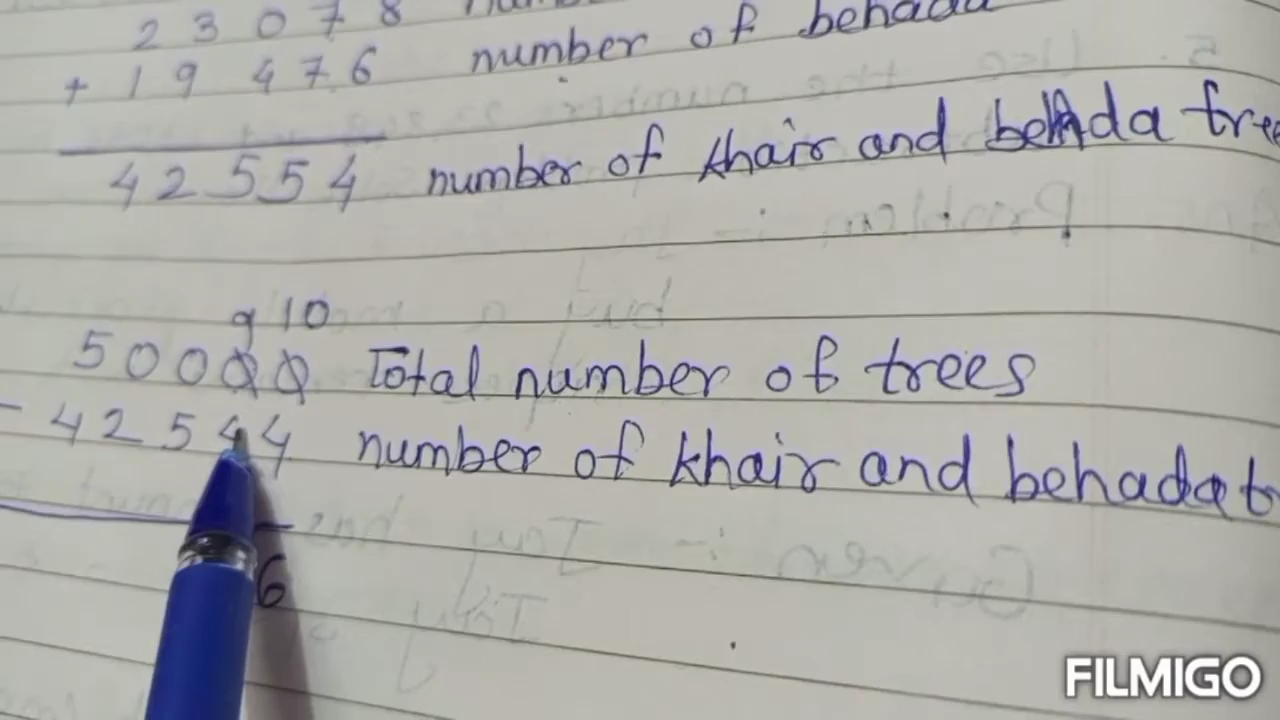 2 3 0 7 8
+ 1 9 4 7 6 number of behada
4 2 5 5 4 number of khair and behada tree
9 10
5 0 0 0 0 Total number of trees
- 4 2 5 4 4 number of khair and behada t
6
FILMIGO